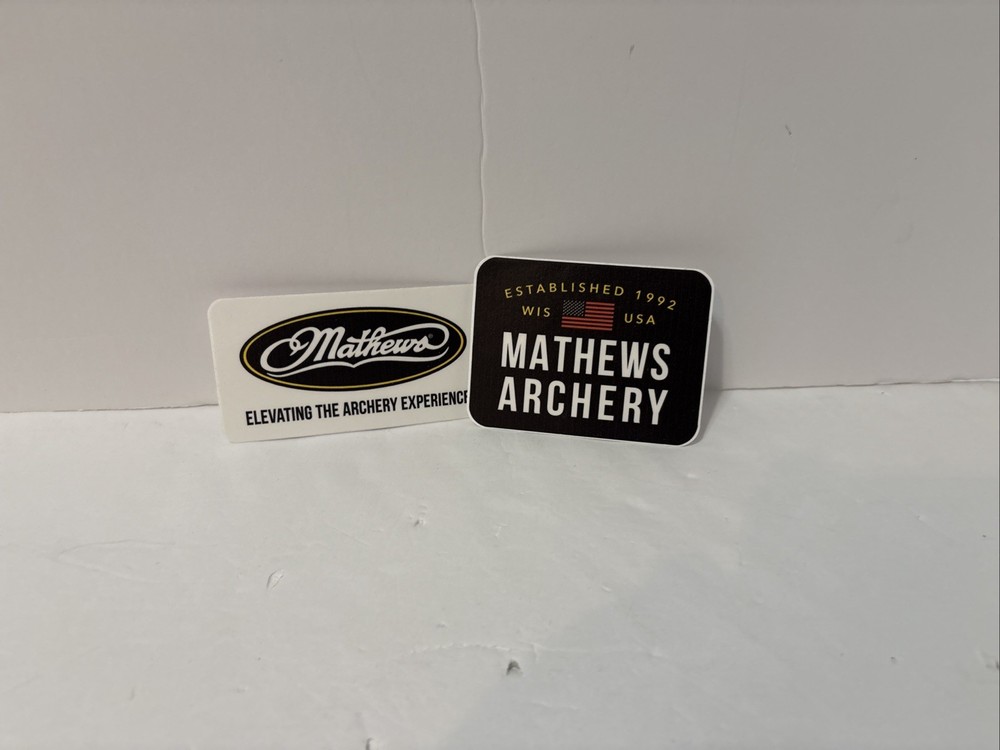 Mathews
ELEVATING THE ARCHERY EXPERIENCE
ESTABLISHED 1992
WIS USA
MATHEWS
ARCHERY